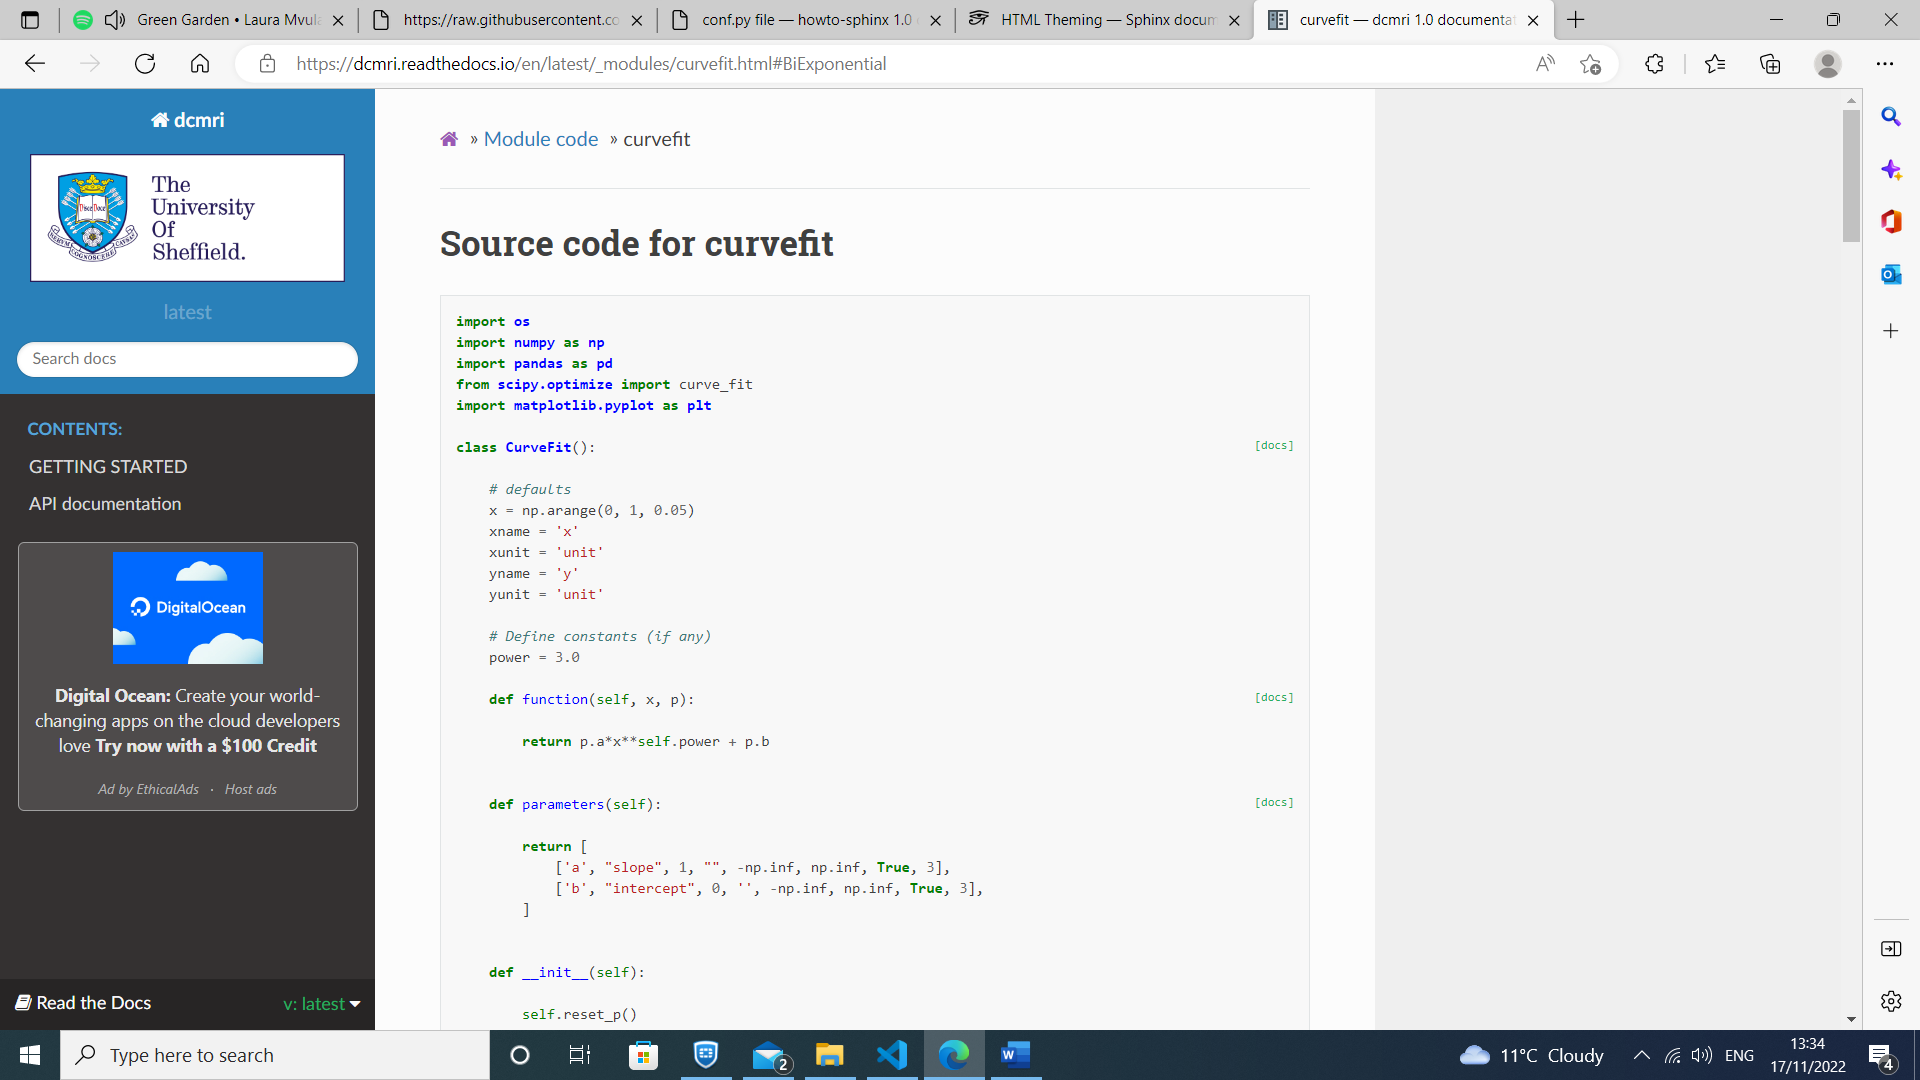 Green Garden • Laura Mvula
https://raw.githubusercontent.co
conf.py file — howto-sphinx 1.0
HTML Theming — Sphinx docum
curvefit — dcmri 1.0 documentat
https://dcmri.readthedocs.io/en/latest/_modules/curvefit.html#BiExponential
dcmri
The
University
Of
Sheffield.
latest
Search docs
CONTENTS:
GETTING STARTED
API documentation
DigitalOcean
Digital Ocean: Create your world-
changing apps on the cloud developers
love Try now with a $100 Credit
Ad by EthicalAds · Host ads
Read the Docs
v: latest
» Module code » curvefit
Source code for curvefit
import os
import numpy as np
import pandas as pd
from scipy.optimize import curve_fit
import matplotlib.pyplot as plt
class CurveFit():
[docs]
# defaults
x = np.arange(0, 1, 0.05)
xname = 'x'
xunit = 'unit'
yname = 'y'
yunit = 'unit'
# Define constants (if any)
power = 3.0
def function(self, x, p):
[docs]
return p.a*x**self.power + p.b
def parameters(self):
[docs]
return [
['a', "slope", 1, "", -np.inf, np.inf, True, 3],
['b', "intercept", 0, '', -np.inf, np.inf, True, 3],
]
def __init__(self):
self.reset_p()
Type here to search
2
11°C Cloudy
ENG
13:34
17/11/2022
4